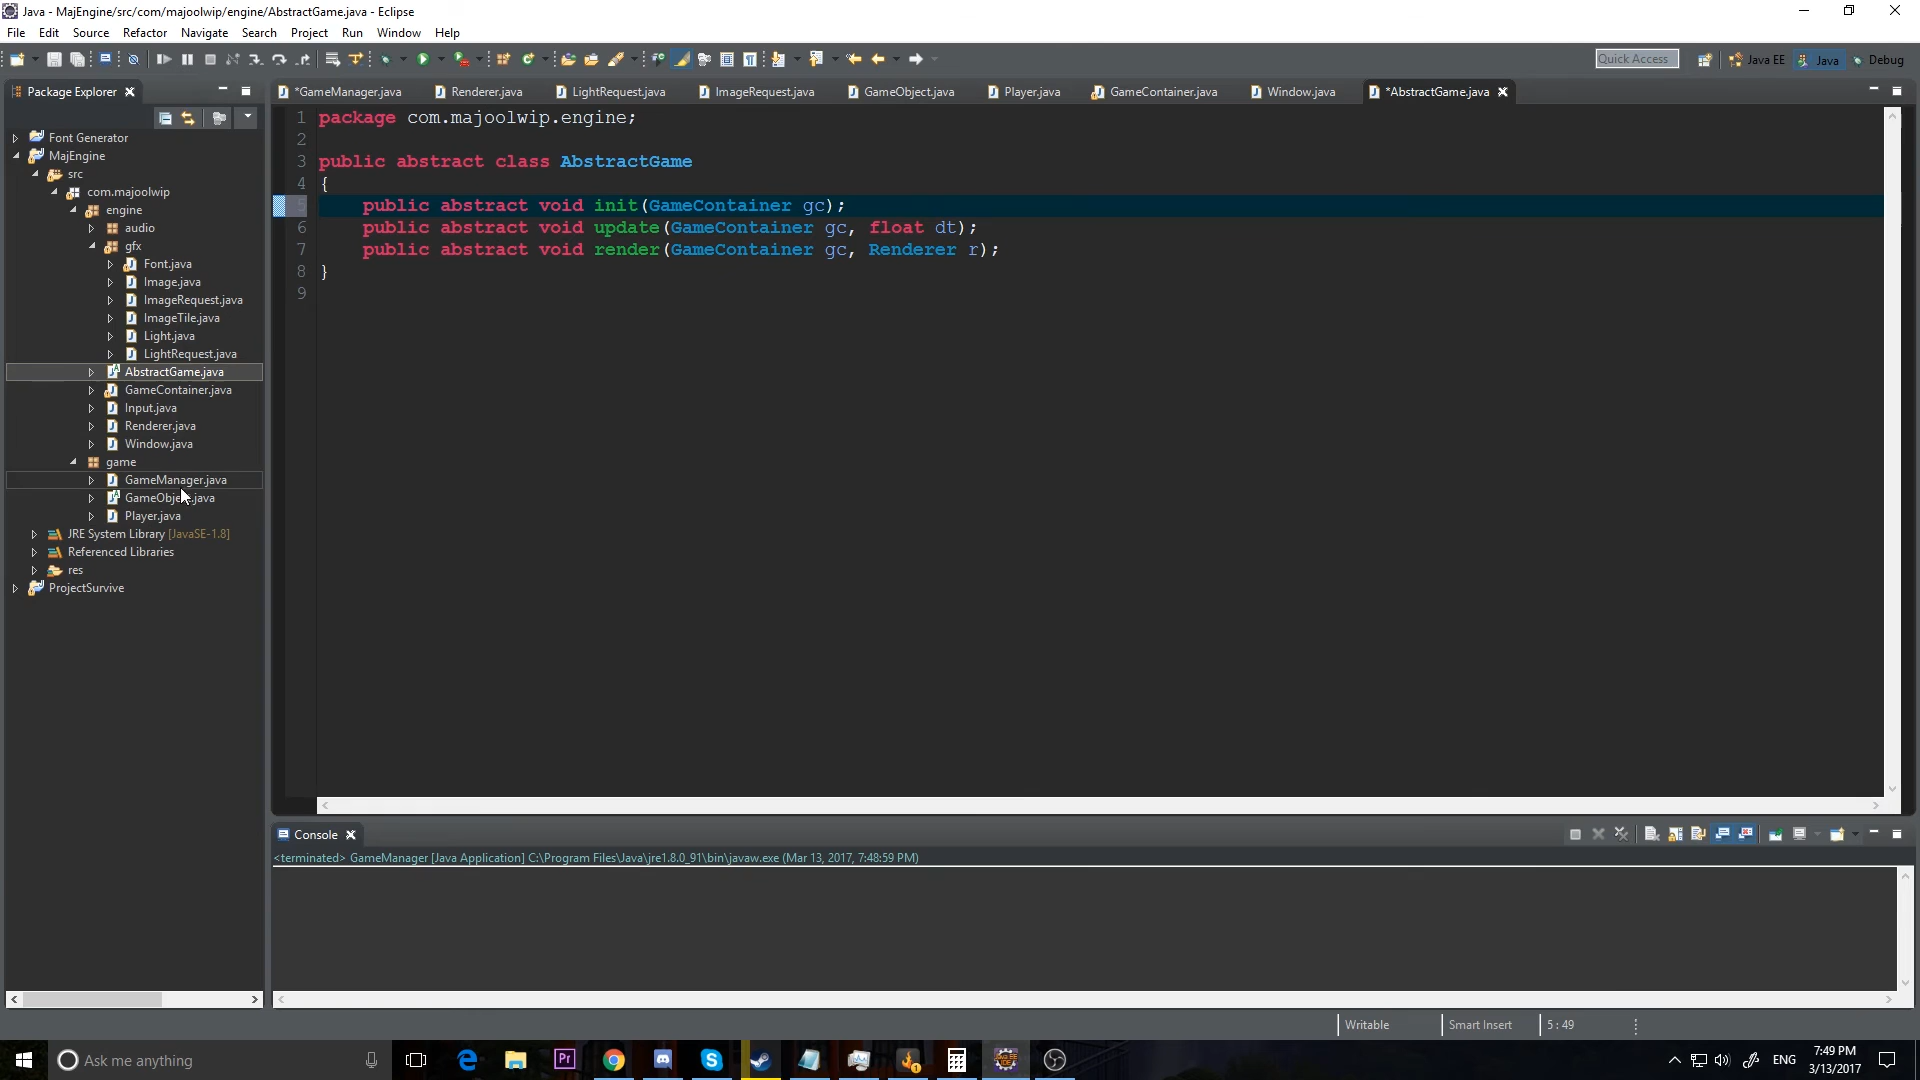 Java - MajEngine/src/com/majoolwip/engine/AbstractGame.java - Eclipse
File Edit Source Refactor Navigate Search Project Run Window Help
Quick Access Java EE Java Debug
Package Explorer
*GameManager.java Renderer.java LightRequest.java ImageRequest.java GameObject.java Player.java GameContainer.java Window.java *AbstractGame.java
Font Generator
MajEngine
src
com.majoolwip
engine
audio
gfx
Font.java
Image.java
ImageRequest.java
ImageTile.java
Light.java
LightRequest.java
AbstractGame.java
GameContainer.java
Input.java
Renderer.java
Window.java
game
GameManager.java
GameObject.java
Player.java
JRE System Library [JavaSE-1.8]
Referenced Libraries
res
ProjectSurvive
1 package com.majoolwip.engine;
2
3 public abstract class AbstractGame
4 {
5 public abstract void init(GameContainer gc);
6 public abstract void update(GameContainer gc, float dt);
7 public abstract void render(GameContainer gc, Renderer r);
8 }
9
Console
<terminated> GameManager [Java Application] C:\Program Files\Java\jre1.8.0_91\bin\javaw.exe (Mar 13, 2017, 7:48:59 PM)
Writable Smart Insert 5 : 49
Ask me anything
ENG
7:49 PM
3/13/2017